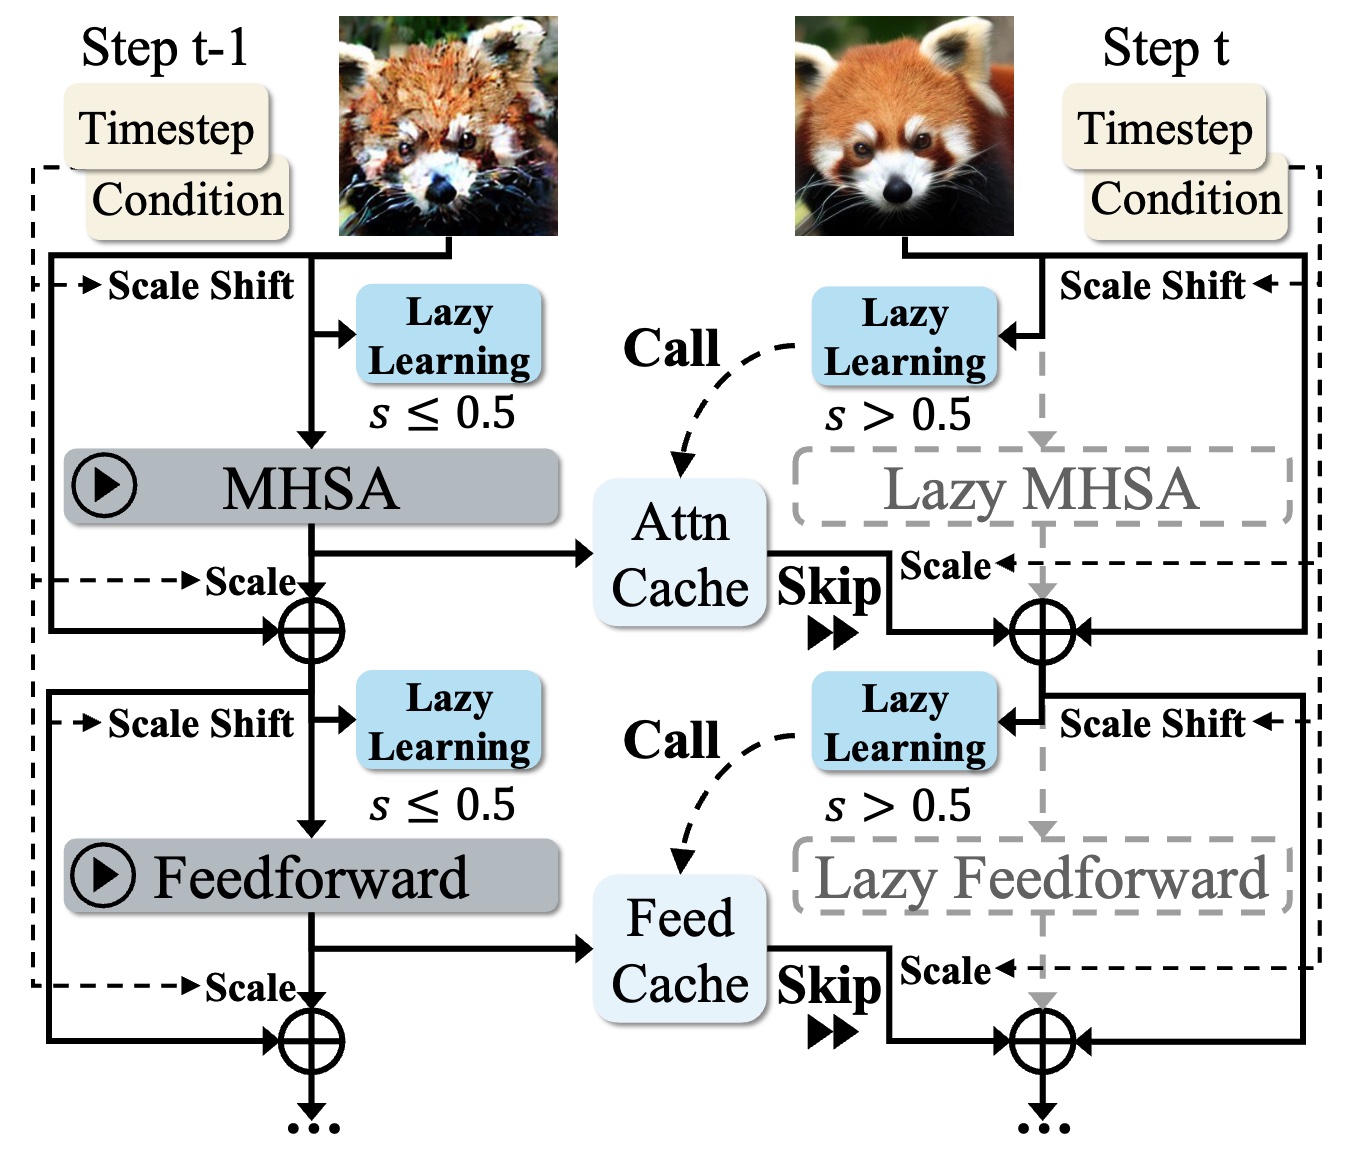 Step t-1
Timestep
Condition
Scale Shift
Lazy
Learning
s ≤ 0.5
MHSA
Scale
Lazy
Learning
Scale Shift
s ≤ 0.5
Feedforward
Scale
...
Call
Attn
Cache
Skip
Call
Feed
Cache
Skip
Step t
Timestep
Condition
Scale Shift
Lazy
Learning
s > 0.5
Lazy MHSA
Scale
Lazy
Learning
Scale Shift
s > 0.5
Lazy Feedforward
Scale
...